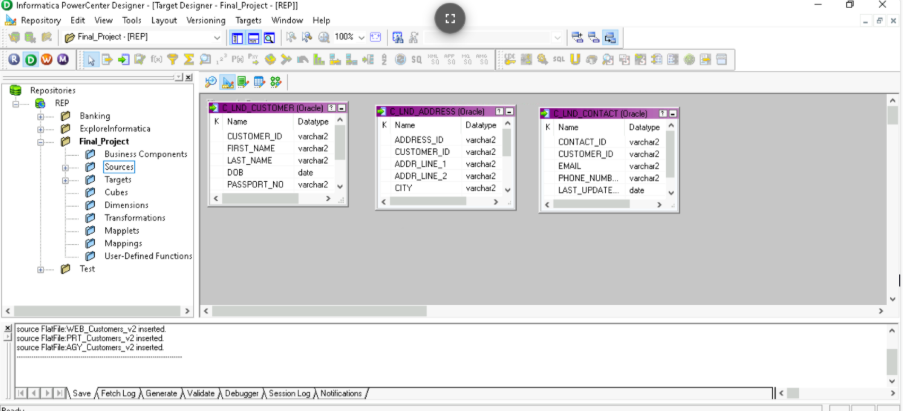 Informatica PowerCenter Designer - [Target Designer - Final_Project - [REP]]
Repository Edit View Tools Layout Versioning Targets Window Help
Final_Project - [REP] 100%
R D W M f(x) SQ SQL U
Repositories
REP
Banking
ExploreInformatica
Final_Project
Business Components
Sources
Targets
Cubes
Dimensions
Transformations
Mapplets
Mappings
User-Defined Functions
Test
C_LND_CUSTOMER (Oracle)
K Name Datatype
CUSTOMER_ID varchar2
FIRST_NAME varchar2
LAST_NAME varchar2
DOB date
PASSPORT_NO varchar2
C_LND_ADDRESS (Oracle)
K Name Datatype
ADDRESS_ID varchar2
CUSTOMER_ID varchar2
ADDR_LINE_1 varchar2
ADDR_LINE_2 varchar2
CITY varchar2
C_LND_CONTACT (Oracle)
K Name Datatype
CONTACT_ID varchar2
CUSTOMER_ID varchar2
EMAIL varchar2
PHONE_NUMB... varchar2
LAST_UPDATE... date
source FlatFile:WEB_Customers_v2 inserted.
source FlatFile:PRT_Customers_v2 inserted.
source FlatFile:AGY_Customers_v2 inserted.
Save Fetch Log Generate Validate Debugger Session Log Notifications
Ready